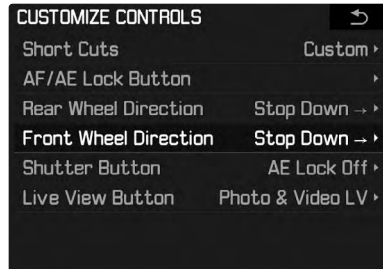 CUSTOMIZE CONTROLS
Short Cuts Custom
AF/AE Lock Button
Rear Wheel Direction Stop Down →
Front Wheel Direction Stop Down →
Shutter Button AE Lock Off
Live View Button Photo & Video LV